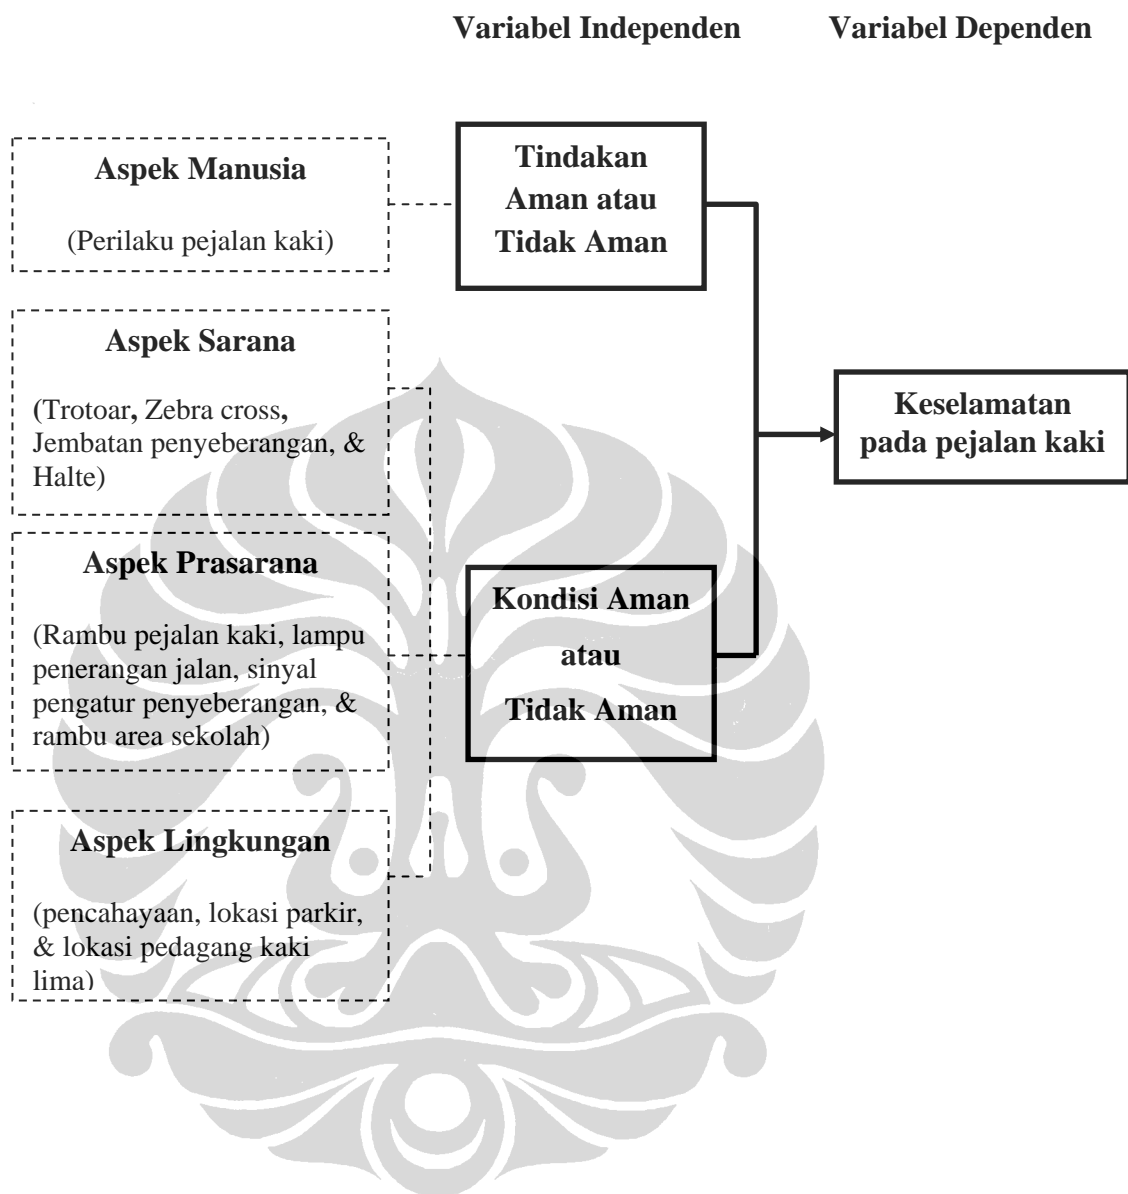 Variabel Independen
Variabel Dependen
Aspek Manusia
(Perilaku pejalan kaki)
Tindakan
Aman atau
Tidak Aman
Aspek Sarana
(Trotoar, Zebra cross,
Jembatan penyeberangan, &
Halte)
Keselamatan
pada pejalan kaki
Aspek Prasarana
(Rambu pejalan kaki, lampu
penerangan jalan, sinyal
pengatur penyeberangan, &
rambu area sekolah)
Kondisi Aman
atau
Tidak Aman
Aspek Lingkungan
(pencahayaan, lokasi parkir,
& lokasi pedagang kaki
lima)